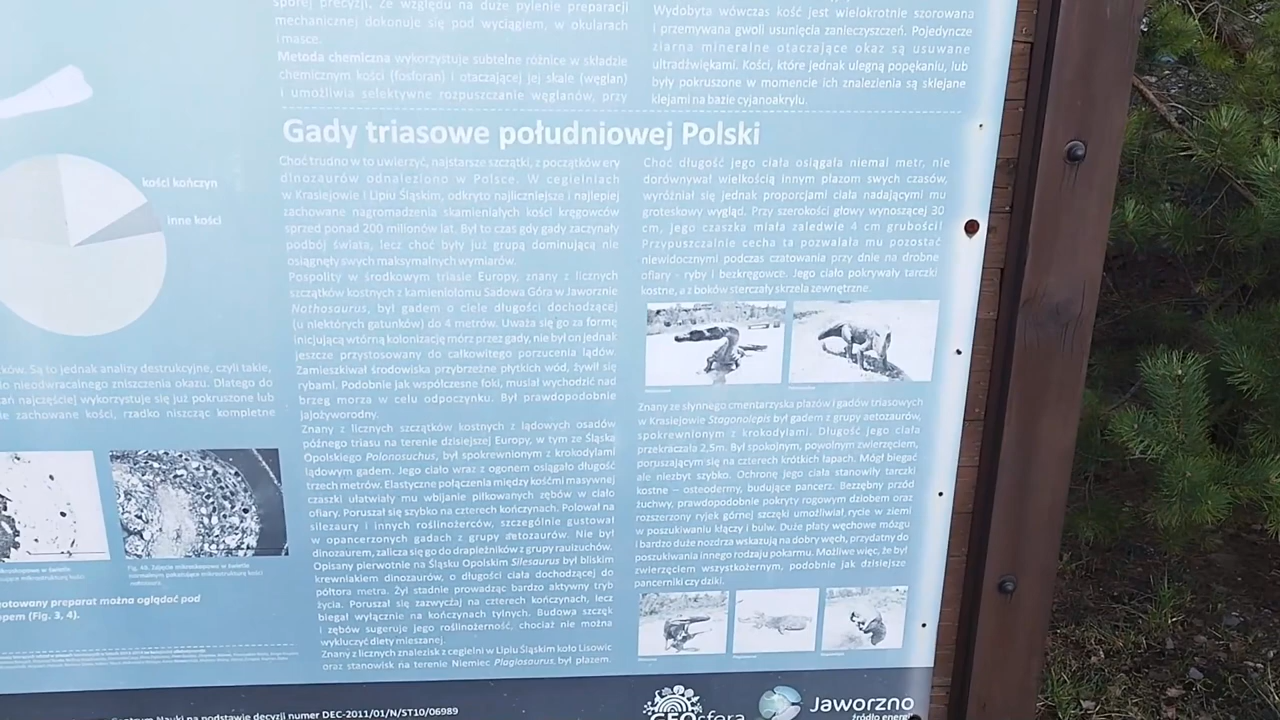 sporej precyzji, ze względu na duże pylenie preparacji
mechanicznej dokonuje się pod wyciągiem, w okularach
i masce.
Metoda chemiczna wykorzystuje subtelne różnice w składzie
chemicznym kości (fosforan) i otaczającej jej skale (węglan)
i umożliwia selektywne rozpuszczanie węglanów, przy
Wydobyta wówczas kość jest wielokrotnie szorowana
i przemywana gwoli usunięcia zanieczyszczeń. Pojedyncze
ziarna mineralne otaczające okaz są usuwane
ultradźwiękami. Kości, które jednak ulegną popękaniu, lub
były pokruszone w momencie ich znalezienia są sklejane
klejami na bazie cyjanoakrylu.
kości kończyn
inne kości
Gady triasowe południowej Polski
Choć trudno w to uwierzyć, najstarsze szczątki, z początków ery
dinozaurów odnaleziono w Polsce. W cegielniach
w Krasiejowie i Lipiu Śląskim, odkryto najliczniejsze i najlepiej
zachowane nagromadzenia skamieniałych kości kręgowców
sprzed ponad 200 milionów lat. Był to czas gdy gady zaczynały
podbój świata, lecz choć były już grupą dominującą nie
osiągnęły swych maksymalnych wymiarów.
Pospolity w środkowym triasie Europy, znany z licznych
szczątków kostnych z kamieniołomu Sadowa Góra w Jaworznie
Nothosaurus, był gadem o ciele długości dochodzącej
(u niektórych gatunków) do 4 metrów. Uważa się go za formę
inicjującą wtórną kolonizację mórz przez gady, nie był on jednak
jeszcze przystosowany do całkowitego porzucenia lądów.
Zamieszkiwał środowiska przybrzeżne płytkich wód, żywił się
rybami. Podobnie jak współczesne foki, musiał wychodzić nad
brzeg morza w celu odpoczynku. Był prawdopodobnie
jajożyworodny.
Znany z licznych szczątków kostnych z lądowych osadów
późnego triasu na terenie dzisiejszej Europy, w tym ze Śląska
Opolskiego Polonosuchus, był spokrewniony z krokodylami
lądowym gadem. Jego ciało wraz z ogonem osiągało długość
trzech metrów. Elastyczne połączenia między kośćmi masywnej
czaszki ułatwiały mu wbijanie piłkowanych zębów w ciało
ofiary. Poruszał się szybko na czterech kończynach. Polował na
silezaury i innych roślinożerców, szczególnie gustował
w opancerzonych gadach z grupy aetozaurów. Nie był
dinozaurem, zalicza się go do drapieżników z grupy rauizuchów.
Opisany pierwotnie na Śląsku Opolskim Silesaurus był bliskim
krewniakiem dinozaurów, o długości ciała dochodzącej do
półtora metra. Żył stadnie prowadząc bardzo aktywny tryb
życia. Poruszał się zazwyczaj na czterech kończynach, lecz
biegał wyłącznie na kończynach tylnych. Budowa szczęk
i zębów sugeruje jego roślinożerność, chociaż nie można
wykluczyć diety mieszanej.
Znany z licznych znalezisk z cegielni w Lipiu Śląskim koło Lisowic
oraz stanowisk na terenie Niemiec Plagiosaurus był płazem.
Choć długość jego ciała osiągała niemal metr, nie
dorównywał wielkością innym płazom swych czasów,
wyróżniał się jednak proporcjami ciała nadającymi mu
groteskowy wygląd. Przy szerokości głowy wynoszącej 30
cm, jego czaszka miała zaledwie 4 cm grubości!
Przypuszczalnie cecha ta pozwalała mu pozostać
niewidocznymi podczas czatowania przy dnie na drobne
ofiary - ryby i bezkręgowce. Jego ciało pokrywały tarczki
kostne, a z boków sterczały skrzela zewnętrzne.
Znany ze słynnego cmentarzyska płazów i gadów triasowych
w Krasiejowie Stagonolepis był gadem z grupy aetozaurów,
spokrewnionym z krokodylami. Długość jego ciała
przekraczała 2,5m. Był spokojnym, powolnym zwierzęciem,
poruszającym się na czterech krótkich łapach. Mógł biegać
ale niezbyt szybko. Ochronę jego ciała stanowiły tarczki
kostne – osteodermy, budujące pancerz. Bezzębny przód
żuchwy, prawdopodobnie pokryty rogowym dziobem oraz
rozszerzony ryjek górnej szczęki umożliwiał rycie w ziemi
w poszukiwaniu kłączy i bulw. Duże płaty węchowe mózgu
i bardzo duże nozdrza wskazują na dobry węch, przydatny do
poszukiwania innego rodzaju pokarmu. Możliwe więc, że był
zwierzęciem wszystkożernym, podobnie jak dzisiejsze
pancerniki czy dziki.
ków. Są to jednak analizy destrukcyjne, czyli takie,
o nieodwracalnego zniszczenia okazu. Dlatego do
ań najczęściej wykorzystuje się już pokruszone lub
ie zachowane kości, rzadko niszcząc kompletne
Fig. 4b. Zdjęcie mikroskopowe w świetle
normalnym pokazujące mikrostrukturę kości
otowany preparat można oglądać pod
opem (Fig. 3, 4).
Centrum Nauki na podstawie decyzji numer DEC-2011/01/N/ST10/06989
GEOsfera
Jaworzno
źródło energii